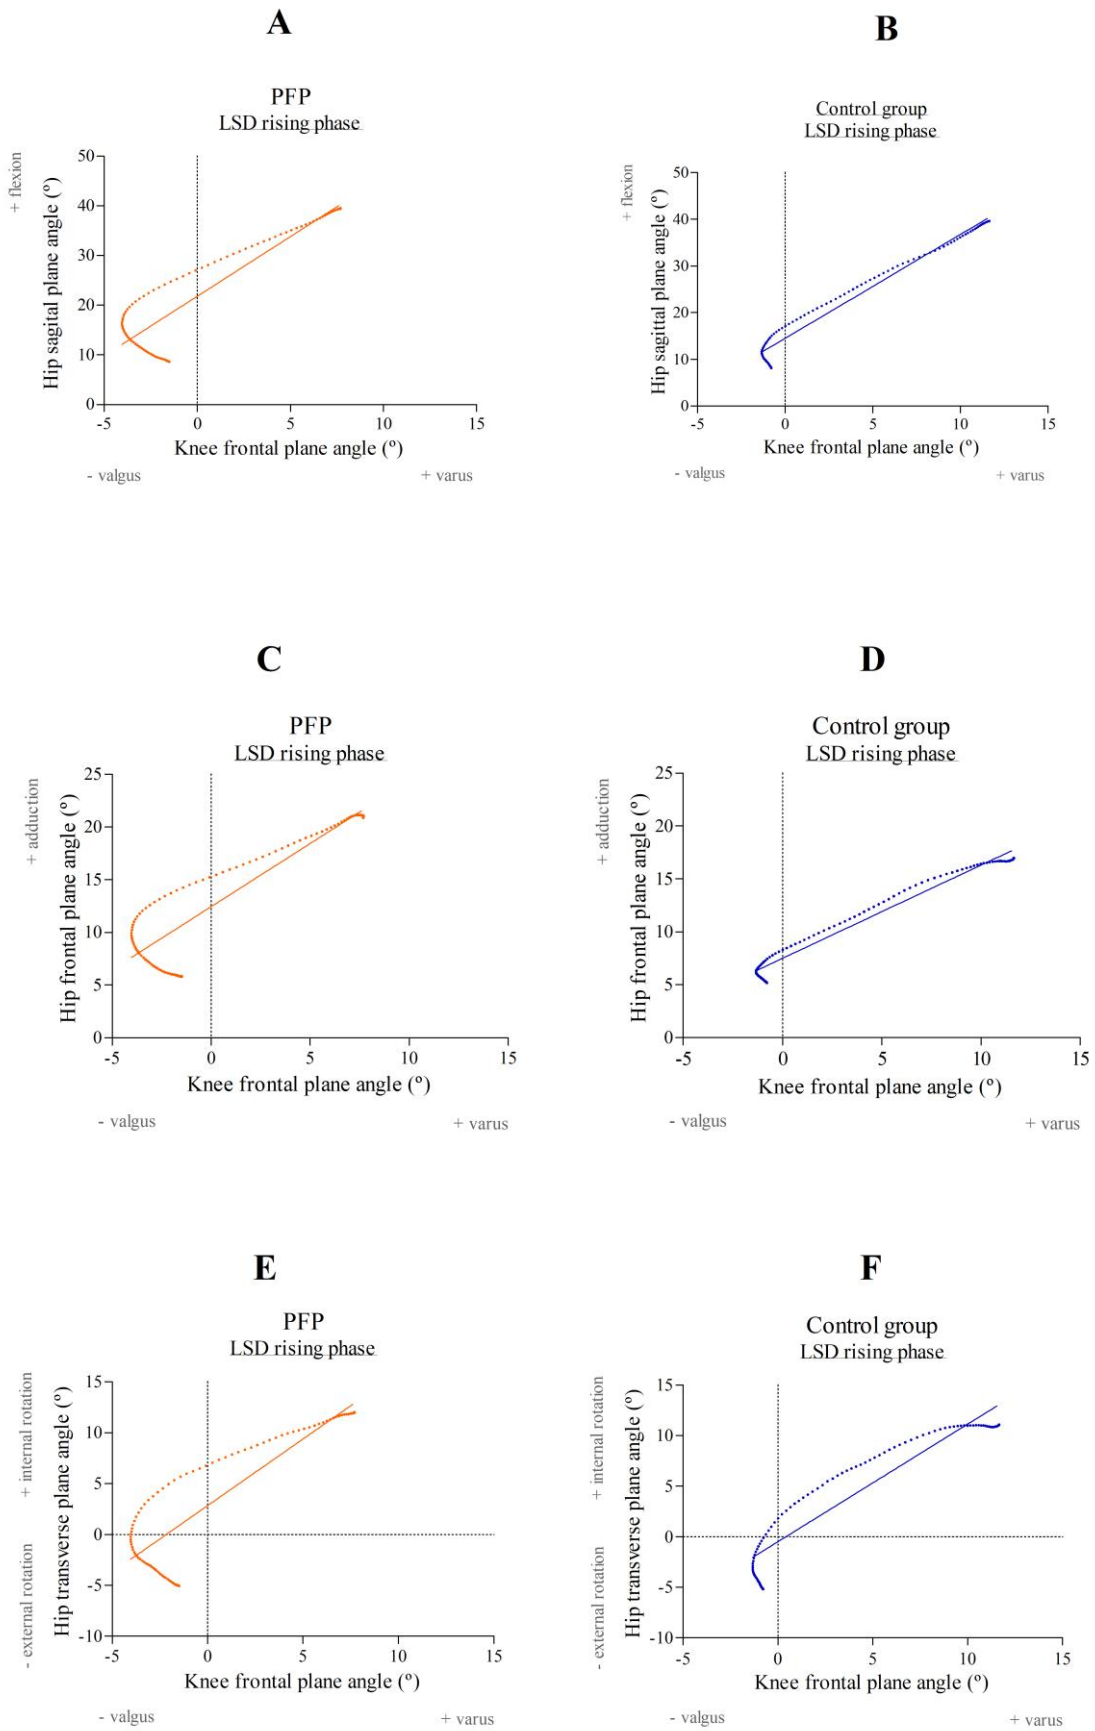 A
B
PFP
LSD rising phase
Control group
LSD rising phase
+ flexion
Hip sagital plane angle (º)
50
40
30
20
10
0
-5
0
5
10
15
Knee frontal plane angle (º)
- valgus
+ varus
+ flexion
Hip sagittal plane angle (º)
50
40
30
20
10
0
-5
0
5
10
15
Knee frontal plane angle (º)
- valgus
+ varus
C
D
PFP
LSD rising phase
Control group
LSD rising phase
+ adduction
Hip frontal plane angle (º)
25
20
15
10
5
0
-5
0
5
10
15
Knee frontal plane angle (º)
- valgus
+ varus
+ adduction
Hip frontal plane angle (º)
25
20
15
10
5
0
-5
0
5
10
15
Knee frontal plane angle (º)
- valgus
+ varus
E
F
PFP
LSD rising phase
Control group
LSD rising phase
+ internal rotation
- external rotation
Hip transverse plane angle (º)
15
10
5
0
-5
-10
-5
0
5
10
15
Knee frontal plane angle (º)
- valgus
+ varus
+ internal rotation
- external rotation
Hip transverse plane angle (º)
15
10
5
0
-5
-10
-5
0
5
10
15
Knee frontal plane angle (º)
- valgus
+ varus